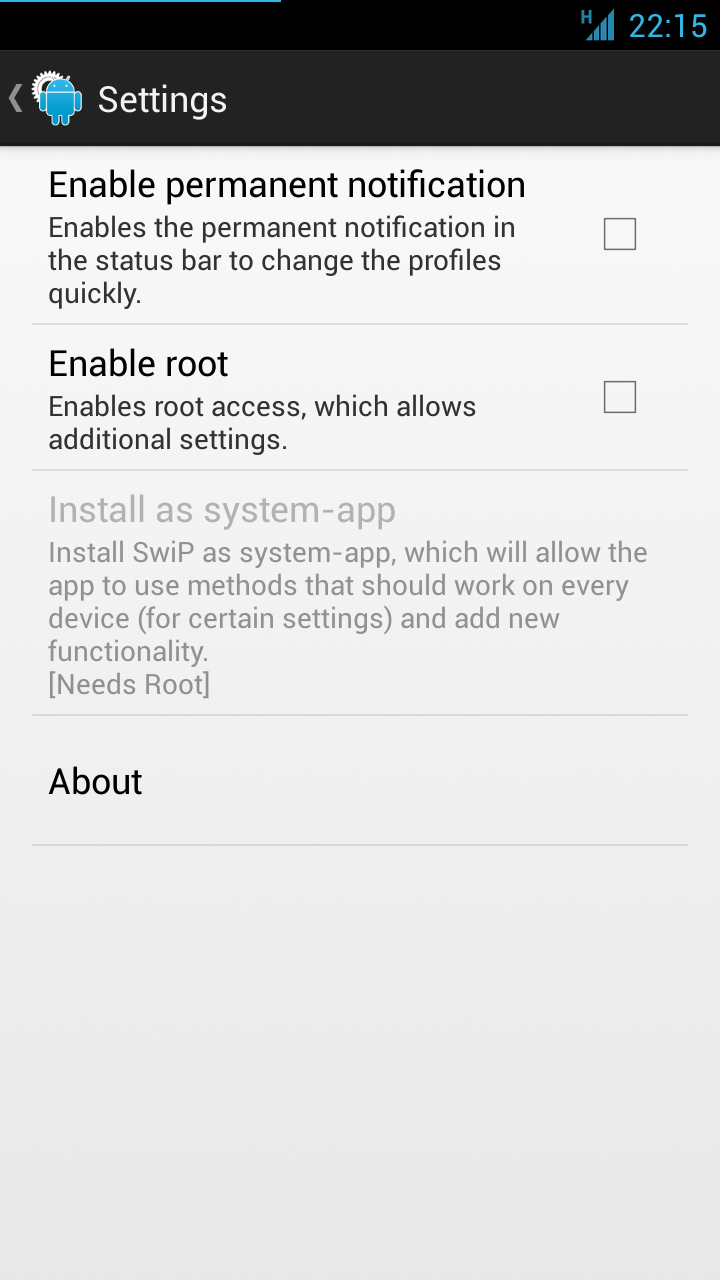 H 22:15
Settings
Enable permanent notification
Enables the permanent notification in
the status bar to change the profiles
quickly.
Enable root
Enables root access, which allows
additional settings.
Install as system-app
Install SwiP as system-app, which will allow the
app to use methods that should work on every
device (for certain settings) and add new
functionality.
[Needs Root]
About